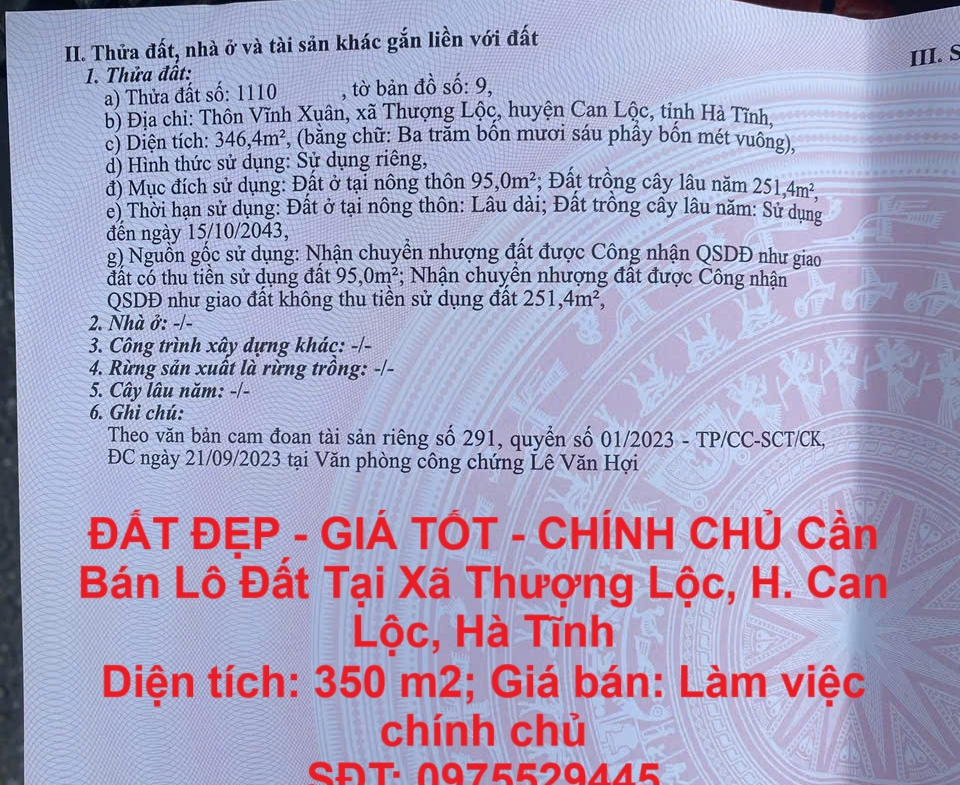 II. Thửa đất, nhà ở và tài sản khác gắn liền với đất
III. S
1. Thửa đất:
a) Thửa đất số: 1110 , tờ bản đồ số: 9,
b) Địa chỉ: Thôn Vĩnh Xuân, xã Thượng Lộc, huyện Can Lộc, tỉnh Hà Tĩnh,
c) Diện tích: 346,4m², (bằng chữ: Ba trăm bốn mươi sáu phẩy bốn mét vuông),
d) Hình thức sử dụng: Sử dụng riêng,
đ) Mục đích sử dụng: Đất ở tại nông thôn 95,0m²; Đất trồng cây lâu năm 251,4m²,
e) Thời hạn sử dụng: Đất ở tại nông thôn: Lâu dài; Đất trồng cây lâu năm: Sử dụng
đến ngày 15/10/2043,
g) Nguồn gốc sử dụng: Nhận chuyển nhượng đất được Công nhận QSDĐ như giao
đất có thu tiền sử dụng đất 95,0m²; Nhận chuyển nhượng đất được Công nhận
QSDĐ như giao đất không thu tiền sử dụng đất 251,4m²,
2. Nhà ở: -/-
3. Công trình xây dựng khác: -/-
4. Rừng sản xuất là rừng trồng: -/-
5. Cây lâu năm: -/-
6. Ghi chú:
Theo văn bản cam đoan tài sản riêng số 291, quyển số 01/2023 - TP/CC-SCT/CK,
ĐC ngày 21/09/2023 tại Văn phòng công chứng Lê Văn Hợi
ĐẤT ĐẸP - GIÁ TỐT - CHÍNH CHỦ Cần
Bán Lô Đất Tại Xã Thượng Lộc, H. Can
Lộc, Hà Tĩnh
Diện tích: 350 m2; Giá bán: Làm việc
chính chủ
SĐT: 0975529445